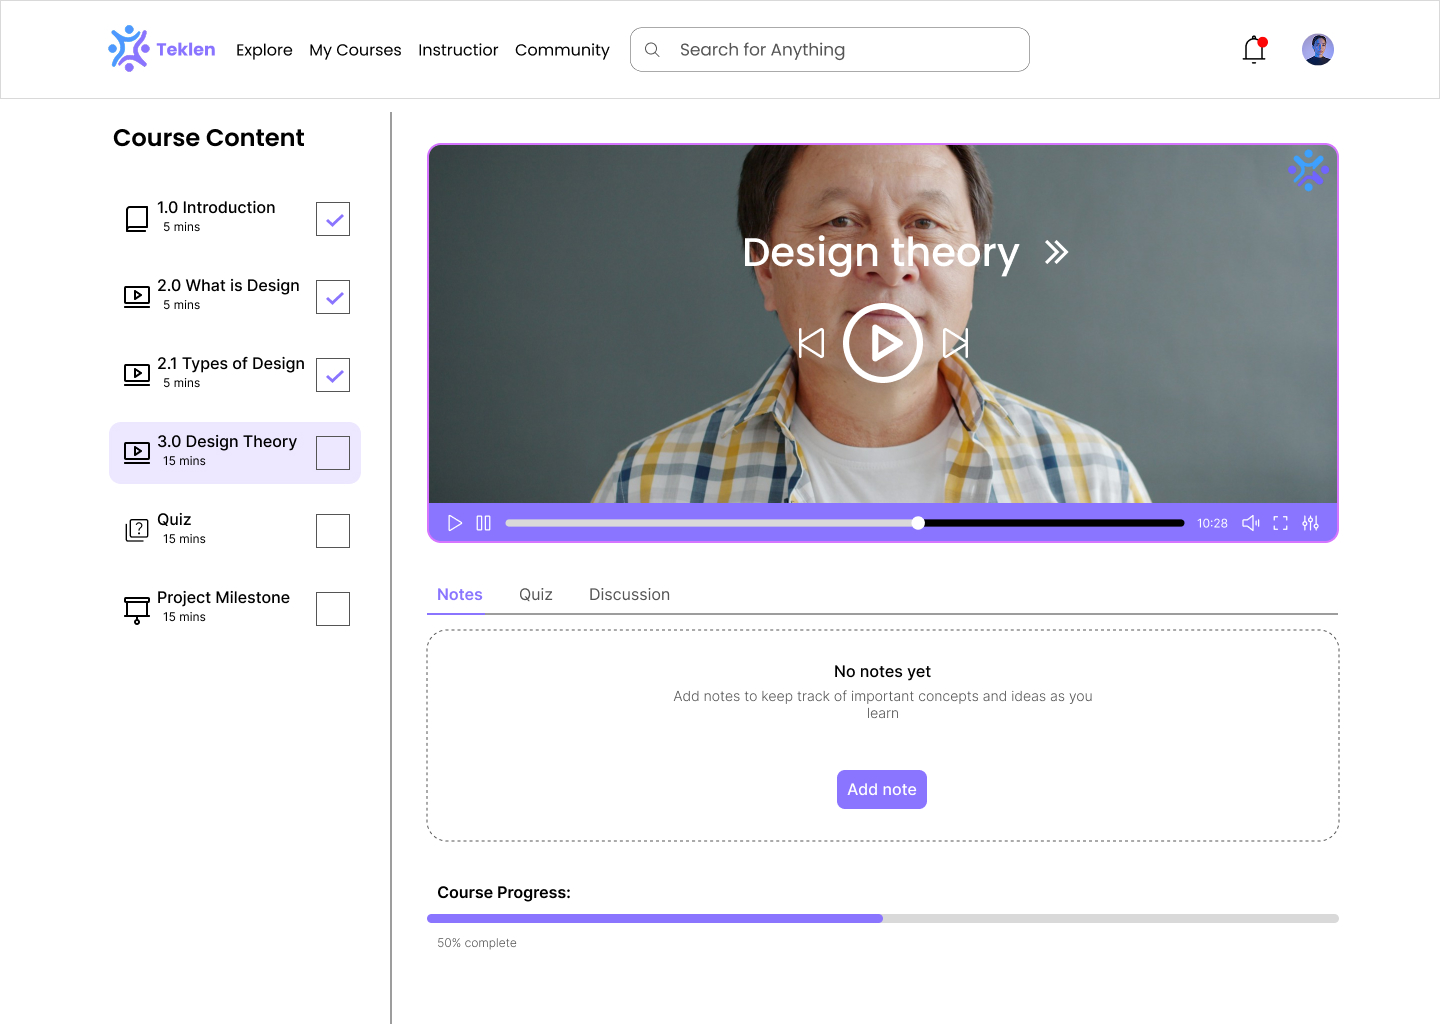 Teklen
Explore
My Courses
Instructior
Community
Search for Anything
Course Content
1.0 Introduction
5 mins
2.0 What is Design
5 mins
2.1 Types of Design
5 mins
3.0 Design Theory
15 mins
Quiz
15 mins
Project Milestone
15 mins
Design theory
10:28
Notes
Quiz
Discussion
No notes yet
Add notes to keep track of important concepts and ideas as you
learn
Add note
Course Progress:
50% complete